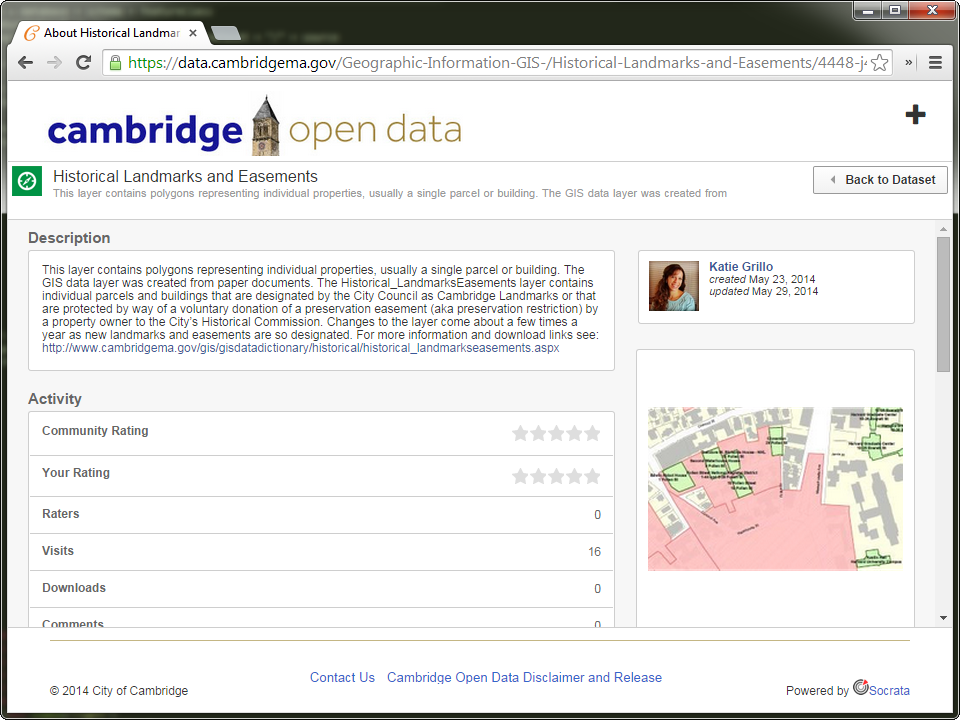 About Historical Landmar
https://data.cambridgema.gov/Geographic-Information-GIS-/Historical-Landmarks-and-Easements/4448-j4
cambridge open data
Historical Landmarks and Easements
This layer contains polygons representing individual properties, usually a single parcel or building. The GIS data layer was created from
Back to Dataset
Description
This layer contains polygons representing individual properties, usually a single parcel or building. The
GIS data layer was created from paper documents. The Historical_LandmarksEasements layer contains
individual parcels and buildings that are designated by the City Council as Cambridge Landmarks or that
are protected by way of a voluntary donation of a preservation easement (aka preservation restriction) by
a property owner to the City's Historical Commission. Changes to the layer come about a few times a
year as new landmarks and easements are so designated. For more information and download links see:
http://www.cambridgema.gov/gis/gisdatadictionary/historical/historical_landmarkseasements.aspx
Katie Grillo
created May 23, 2014
updated May 29, 2014
Activity
Community Rating
Your Rating
Raters 0
Visits 16
Downloads 0
Comments 0
Contact Us Cambridge Open Data Disclaimer and Release
© 2014 City of Cambridge
Powered by Socrata